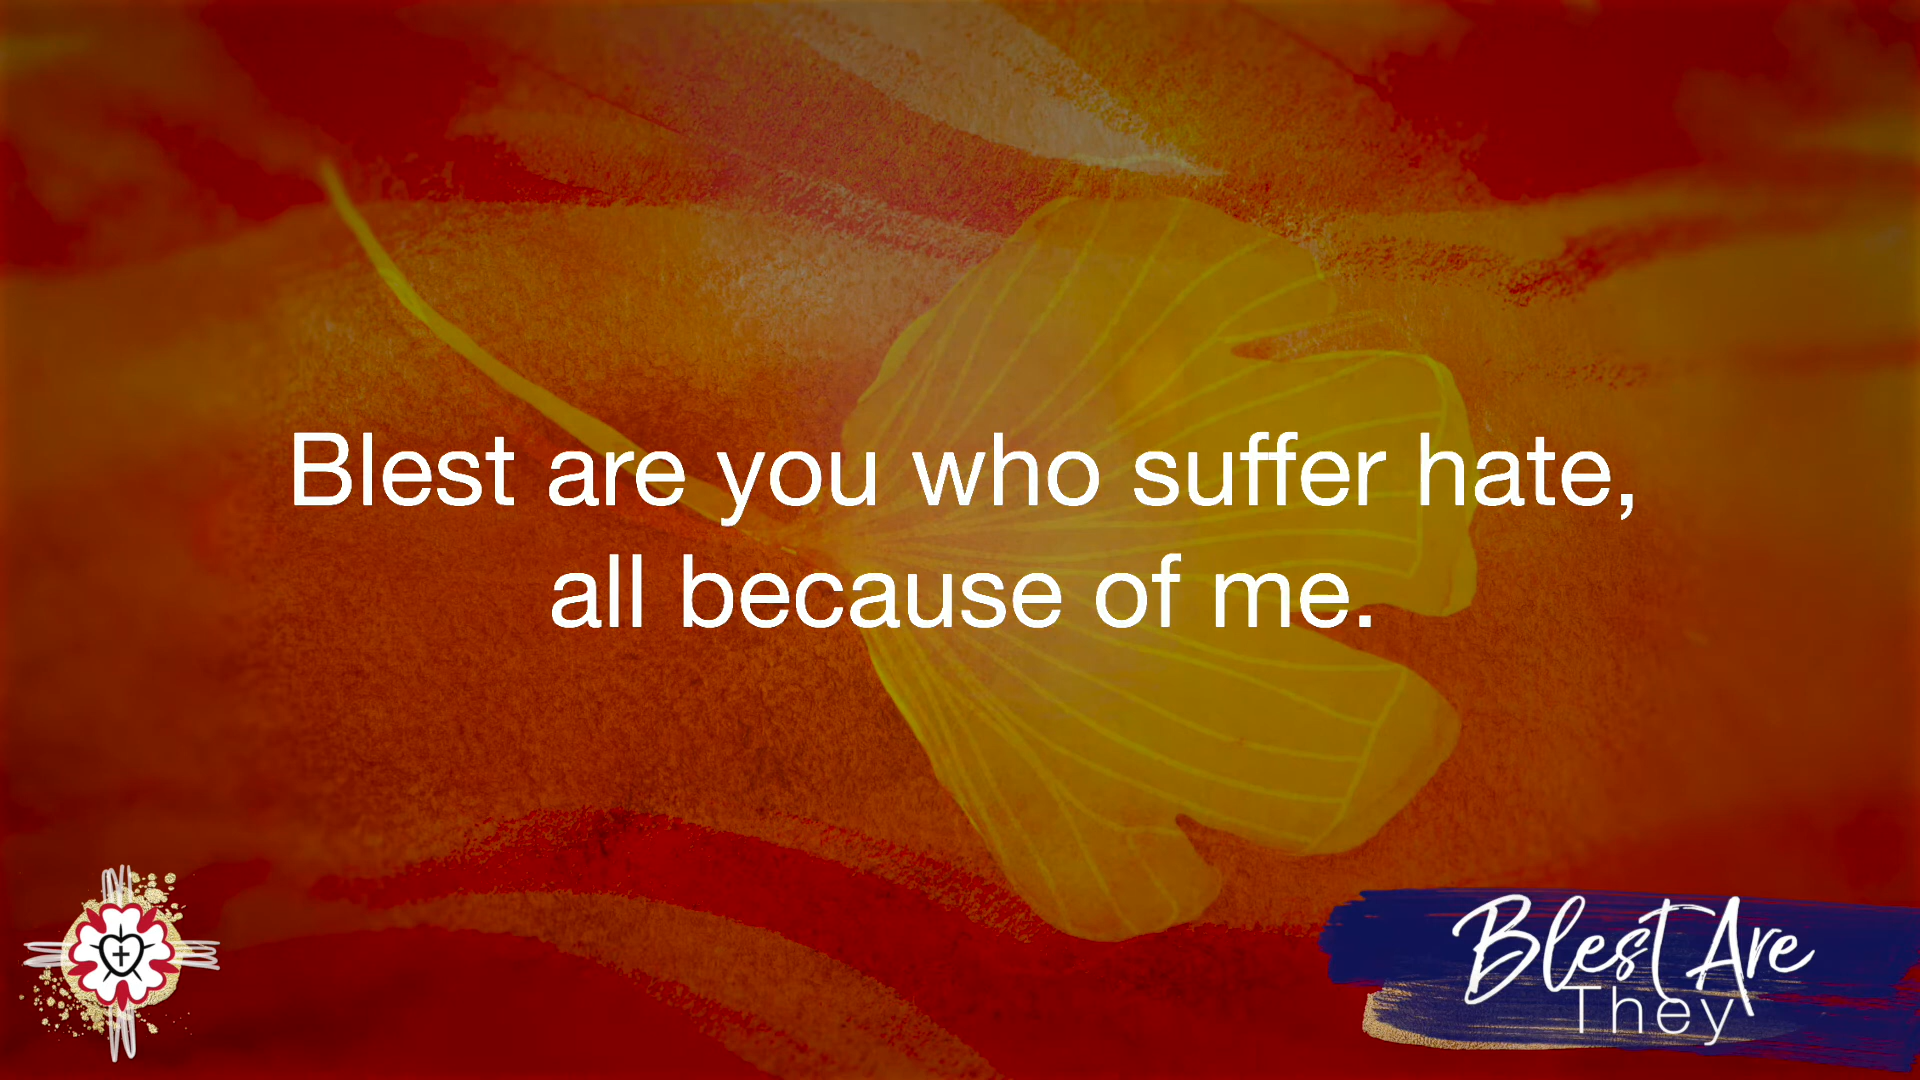 Blest are you who suffer hate,
all because of me.
Blest Are
They